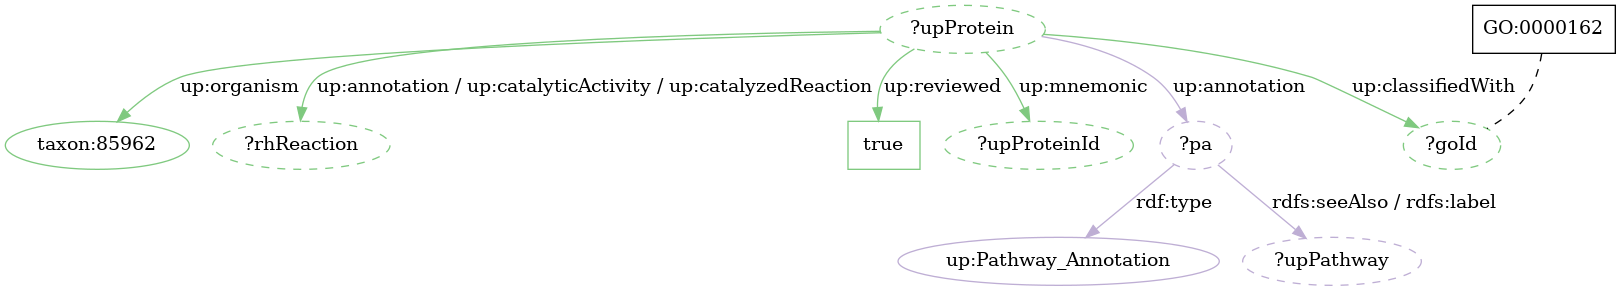 ?upProtein
GO:0000162
up:organism
up:annotation / up:catalyticActivity / up:catalyzedReaction
up:reviewed
up:mnemonic
up:annotation
up:classifiedWith
taxon:85962
?rhReaction
true
?upProteinId
?pa
?goId
rdf:type
rdfs:seeAlso / rdfs:label
up:Pathway_Annotation
?upPathway